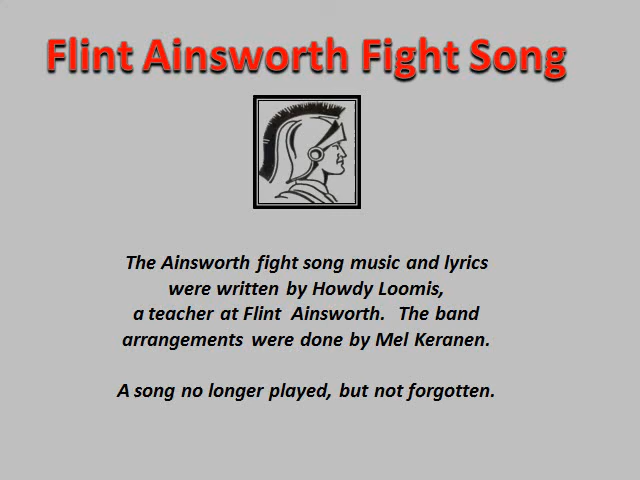 Flint Ainsworth Fight Song
The Ainsworth fight song music and lyrics
were written by Howdy Loomis,
a teacher at Flint  Ainsworth.  The band
arrangements were done by Mel Keranen.
A song no longer played, but not forgotten.